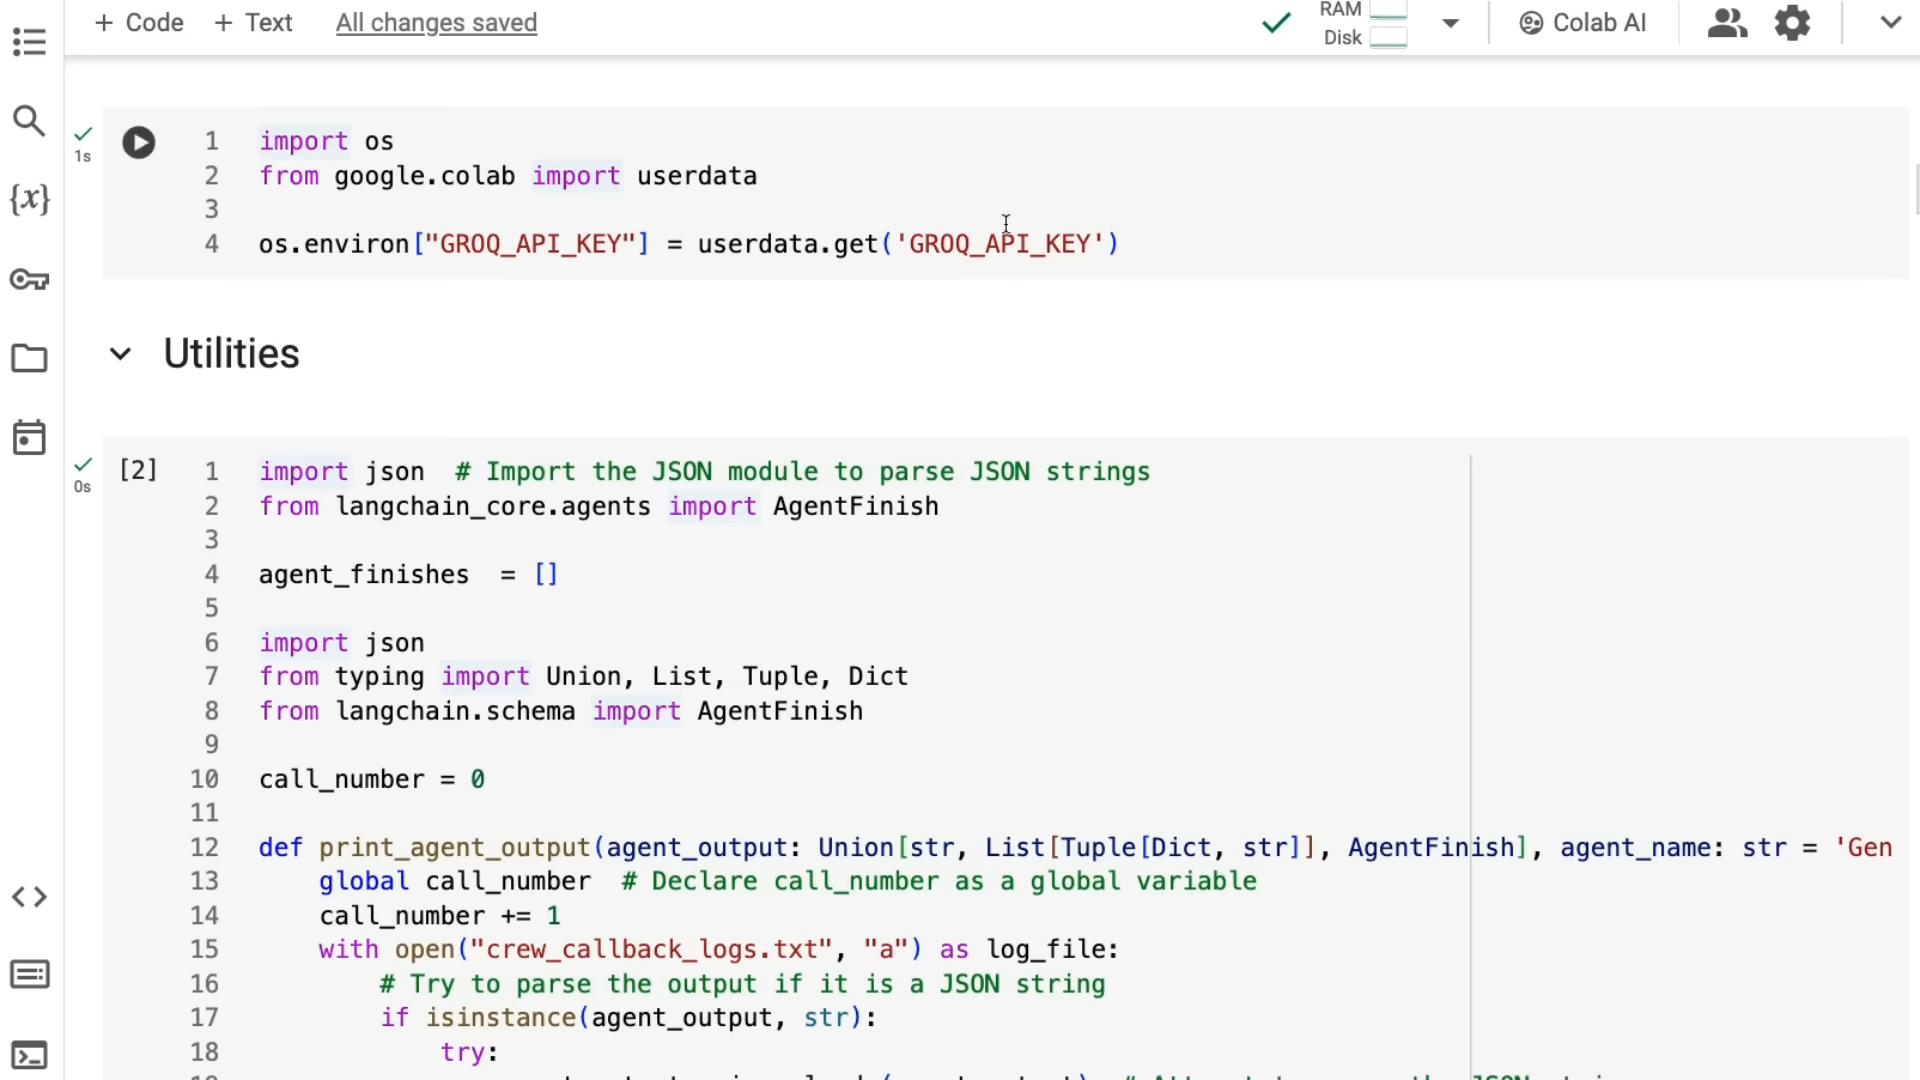 + Code + Text All changes saved RAM Disk Colab AI
1s
1 import os
2 from google.colab import userdata
3
4 os.environ["GROQ_API_KEY"] = userdata.get('GROQ_API_KEY')
Utilities
0s
[2] 1 import json  # Import the JSON module to parse JSON strings
2 from langchain_core.agents import AgentFinish
3
4 agent_finishes  = []
5
6 import json
7 from typing import Union, List, Tuple, Dict
8 from langchain.schema import AgentFinish
9
10 call_number = 0
11
12 def print_agent_output(agent_output: Union[str, List[Tuple[Dict, str]], AgentFinish], agent_name: str = 'Gen
13     global call_number  # Declare call_number as a global variable
14     call_number += 1
15     with open("crew_callback_logs.txt", "a") as log_file:
16         # Try to parse the output if it is a JSON string
17         if isinstance(agent_output, str):
18             try: